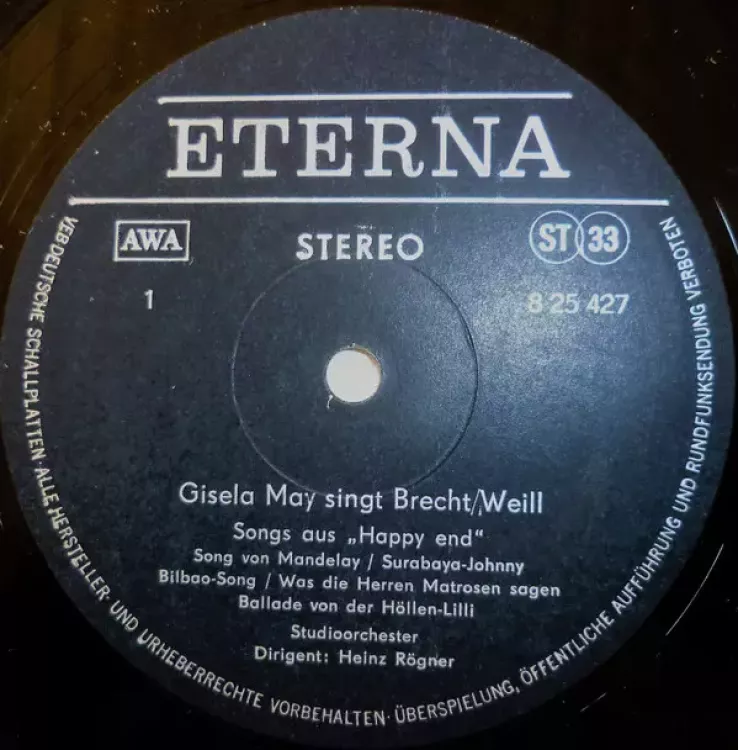 ETERNA
AWA
STEREO
ST 33
1
8 25 427
Gisela May singt Brecht/Weill
Songs aus „Happy end“
Song von Mandelay / Surabaya-Johnny
Bilbao-Song / Was die Herren Matrosen sagen
Ballade von der Höllen-Lilli
Studioorchester
Dirigent: Heinz Rögner
VEB DEUTSCHE SCHALLPLATTEN · ALLE HERSTELLER- UND URHEBERRECHTE VORBEHALTEN · ÜBERSPIELUNG, ÖFFENTLICHE AUFFÜHRUNG UND RUNDFUNKSENDUNG VERBOTEN